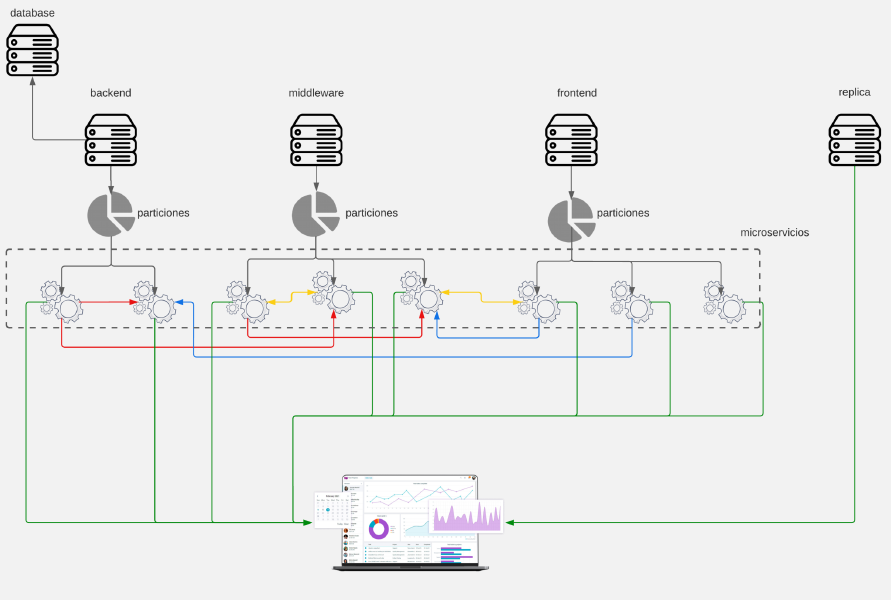 database
backend
middleware
frontend
replica
particiones
particiones
particiones
microservicios